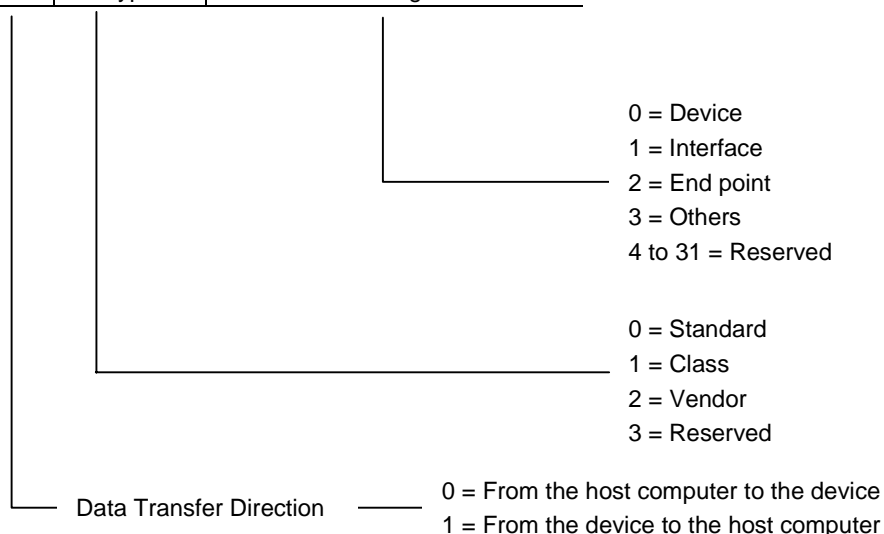 0 = Device
1 = Interface
2 = End point
3 = Others
4 to 31 = Reserved
0 = Standard
1 = Class
2 = Vendor
3 = Reserved
Data Transfer Direction
0 = From the host computer to the device
1 = From the device to the host computer